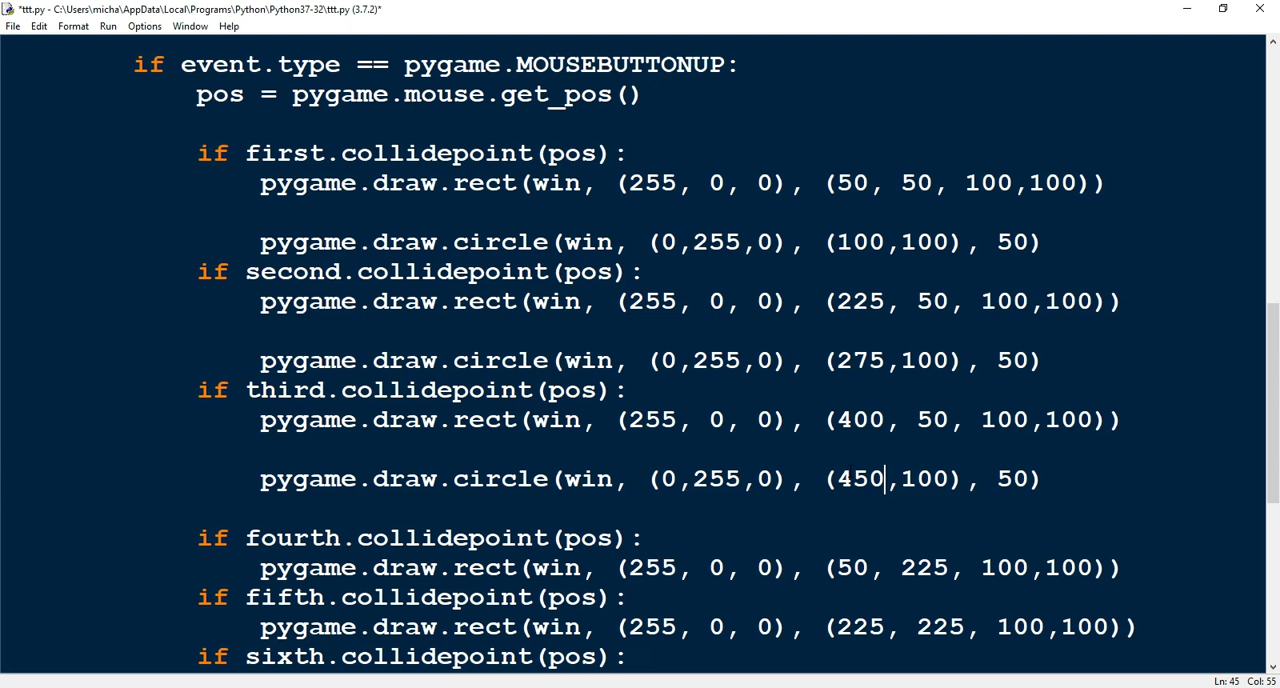 *ttt.py - C:\Users\micha\AppData\Local\Programs\Python\Python37-32\ttt.py (3.7.2)*
File Edit Format Run Options Window Help
if event.type == pygame.MOUSEBUTTONUP:
pos = pygame.mouse.get_pos()
if first.collidepoint(pos):
pygame.draw.rect(win, (255, 0, 0), (50, 50, 100,100))
pygame.draw.circle(win, (0,255,0), (100,100), 50)
if second.collidepoint(pos):
pygame.draw.rect(win, (255, 0, 0), (225, 50, 100,100))
pygame.draw.circle(win, (0,255,0), (275,100), 50)
if third.collidepoint(pos):
pygame.draw.rect(win, (255, 0, 0), (400, 50, 100,100))
pygame.draw.circle(win, (0,255,0), (450,100), 50)
if fourth.collidepoint(pos):
pygame.draw.rect(win, (255, 0, 0), (50, 225, 100,100))
if fifth.collidepoint(pos):
pygame.draw.rect(win, (255, 0, 0), (225, 225, 100,100))
if sixth.collidepoint(pos):
Ln: 45 Col: 55